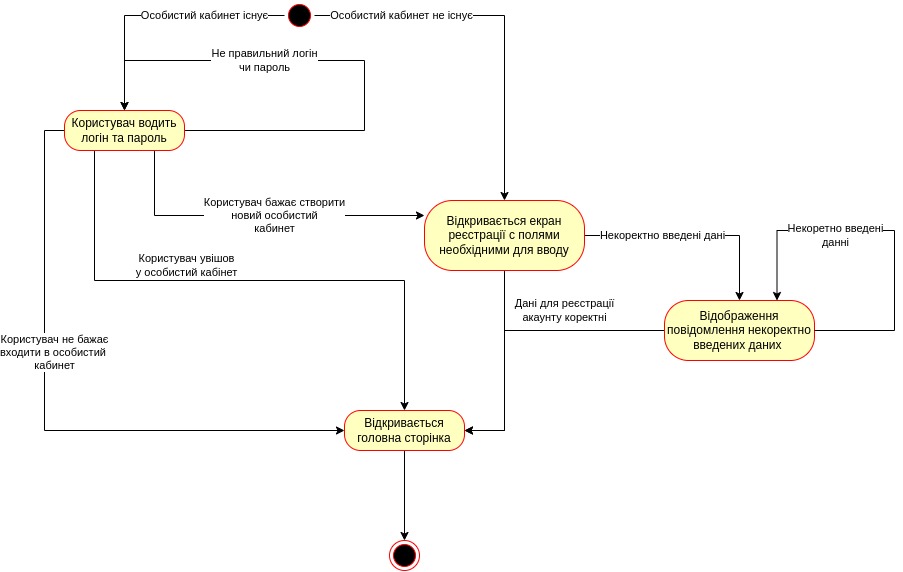 Особистий кабинет існує
Особистий кабинет не існує
Не правильний логін
чи пароль
Користувач водить
логін та пароль
Користувач бажає створити
новий особистий
кабинет
Відкривається екран
реєстрації с полями
необхідними для вводу
Некоректно введені дані
Некоретно введені
данні
Користувач увішов
у особистий кабінет
Дані для реєстрації
акаунту коректні
Відображення
повідомлення некоректно
введених даних
Користувач не бажає
входити в особистий
кабинет
Відкривається
головна сторінка